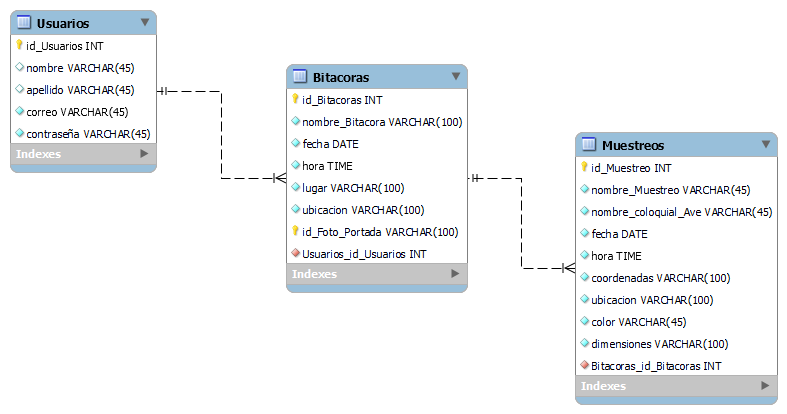 Usuarios
id_Usuarios INT
nombre VARCHAR(45)
apellido VARCHAR(45)
correo VARCHAR(45)
contraseña VARCHAR(45)
Indexes
Bitacoras
id_Bitacoras INT
nombre_Bitacora VARCHAR(100)
fecha DATE
hora TIME
lugar VARCHAR(100)
ubicacion VARCHAR(100)
id_Foto_Portada VARCHAR(100)
Usuarios_id_Usuarios INT
Indexes
Muestreos
id_Muestreo INT
nombre_Muestreo VARCHAR(45)
nombre_coloquial_Ave VARCHAR(45)
fecha DATE
hora TIME
coordenadas VARCHAR(100)
ubicacion VARCHAR(100)
color VARCHAR(45)
dimensiones VARCHAR(100)
Bitacoras_id_Bitacoras INT
Indexes